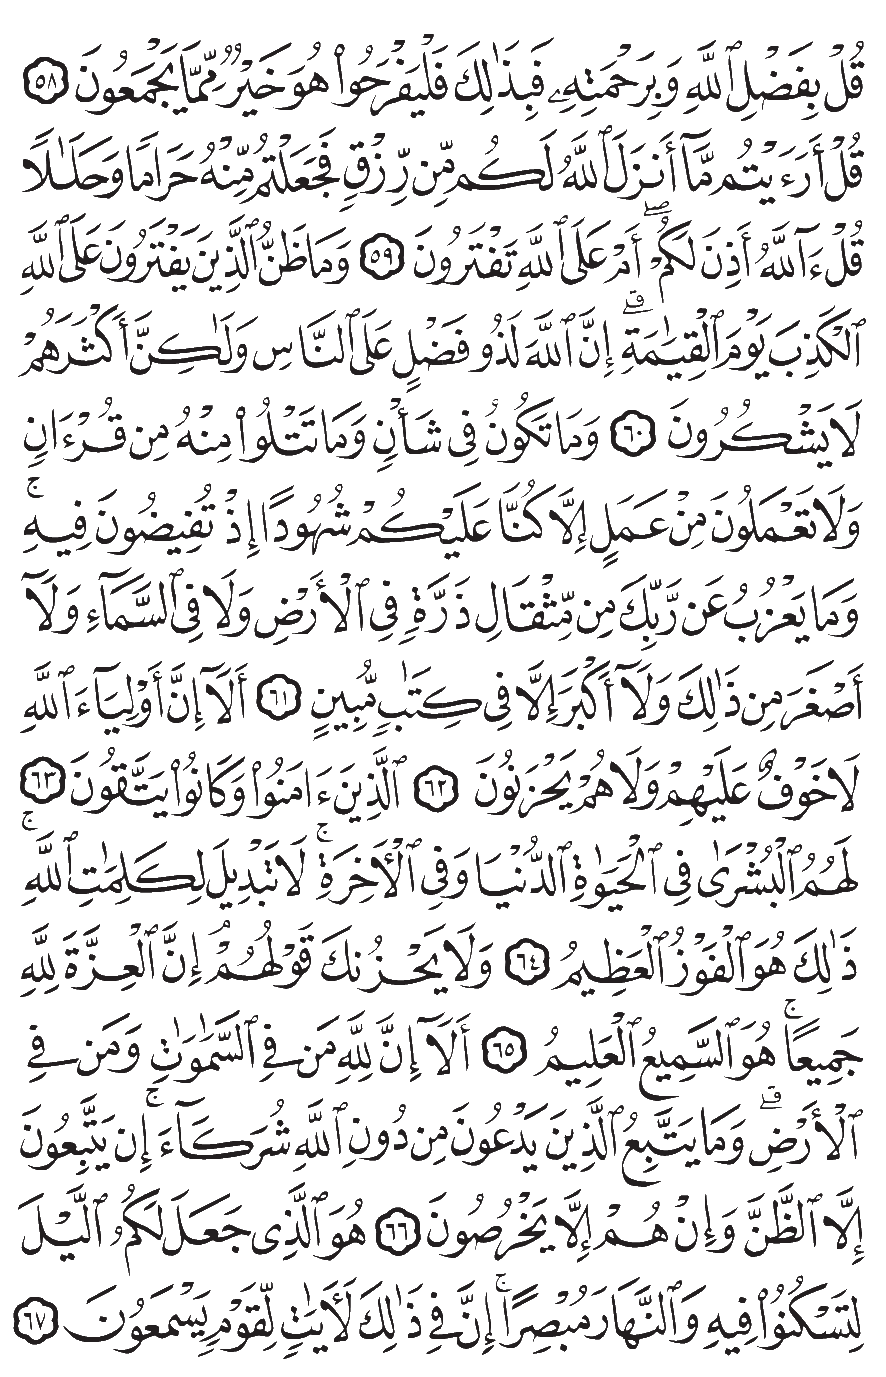 قُلْ بِفَضْلِ ٱللَّهِ وَبِرَحْمَتِهِۦ فَبِذَٰلِكَ فَلْيَفْرَحُوا۟ هُوَ خَيْرٌ مِّمَّا يَجْمَعُونَ ٥٨
قُلْ أَرَءَيْتُم مَّآ أَنزَلَ ٱللَّهُ لَكُم مِّن رِّزْقٍ فَجَعَلْتُم مِّنْهُ حَرَامًا وَحَلَٰلًا
قُلْ ءَآللَّهُ أَذِنَ لَكُمْ ۖ أَمْ عَلَى ٱللَّهِ تَفْتَرُونَ ٥٩ وَمَا ظَنُّ ٱلَّذِينَ يَفْتَرُونَ عَلَى ٱللَّهِ
ٱلْكَذِبَ يَوْمَ ٱلْقِيَٰمَةِ ۗ إِنَّ ٱللَّهَ لَذُو فَضْلٍ عَلَى ٱلنَّاسِ وَلَٰكِنَّ أَكْثَرَهُمْ
لَا يَشْكُرُونَ ٦٠ وَمَا تَكُونُ فِى شَأْنٍ وَمَا تَتْلُوا۟ مِنْهُ مِن قُرْءَانٍ
وَلَا تَعْمَلُونَ مِنْ عَمَلٍ إِلَّا كُنَّا عَلَيْكُمْ شُهُودًا إِذْ تُفِيضُونَ فِيهِ ۚ
وَمَا يَعْزُبُ عَن رَّبِّكَ مِن مِّثْقَالِ ذَرَّةٍ فِى ٱلْأَرْضِ وَلَا فِى ٱلسَّمَآءِ وَلَآ
أَصْغَرَ مِن ذَٰلِكَ وَلَآ أَكْبَرَ إِلَّا فِى كِتَٰبٍ مُّبِينٍ ٦١ أَلَآ إِنَّ أَوْلِيَآءَ ٱللَّهِ
لَا خَوْفٌ عَلَيْهِمْ وَلَا هُمْ يَحْزَنُونَ ٦٢ ٱلَّذِينَ ءَامَنُوا۟ وَكَانُوا۟ يَتَّقُونَ ٦٣
لَهُمُ ٱلْبُشْرَىٰ فِى ٱلْحَيَوٰةِ ٱلدُّنْيَا وَفِى ٱلْأَخِرَةِ ۚ لَا تَبْدِيلَ لِكَلِمَٰتِ ٱللَّهِ ۚ
ذَٰلِكَ هُوَ ٱلْفَوْزُ ٱلْعَظِيمُ ٦٤ وَلَا يَحْزُنكَ قَوْلُهُمْ ۘ إِنَّ ٱلْعِزَّةَ لِلَّهِ
جَمِيعًا ۚ هُوَ ٱلسَّمِيعُ ٱلْعَلِيمُ ٦٥ أَلَآ إِنَّ لِلَّهِ مَن فِى ٱلسَّمَٰوَٰتِ وَمَن فِى
ٱلْأَرْضِ ۗ وَمَا يَتَّبِعُ ٱلَّذِينَ يَدْعُونَ مِن دُونِ ٱللَّهِ شُرَكَآءَ ۚ إِن يَتَّبِعُونَ
إِلَّا ٱلظَّنَّ وَإِنْ هُمْ إِلَّا يَخْرُصُونَ ٦٦ هُوَ ٱلَّذِى جَعَلَ لَكُمُ ٱلَّيْلَ
لِتَسْكُنُوا۟ فِيهِ وَٱلنَّهَارَ مُبْصِرًا ۚ إِنَّ فِى ذَٰلِكَ لَأَيَٰتٍ لِّقَوْمٍ يَسْمَعُونَ ٦٧